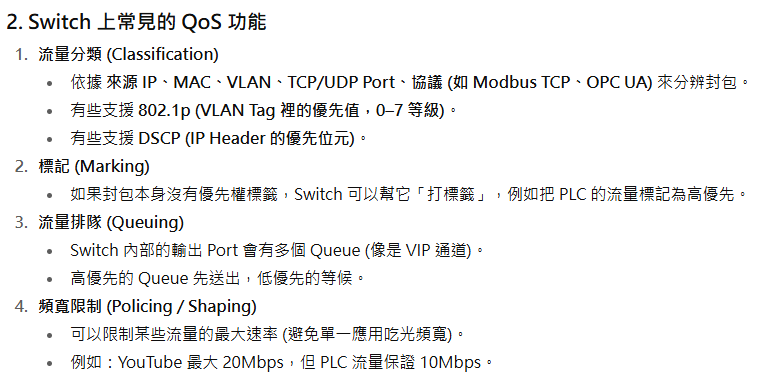 2. Switch 上常見的 QoS 功能
1. 流量分類 (Classification)
• 依據 來源 IP、MAC、VLAN、TCP/UDP Port、協議 (如 Modbus TCP、OPC UA) 來分辨封包。
• 有些支援 802.1p (VLAN Tag 裡的優先值，0–7 等級)。
• 有些支援 DSCP (IP Header 的優先位元)。
2. 標記 (Marking)
• 如果封包本身沒有優先權標籤，Switch 可以幫它「打標籤」，例如把 PLC 的流量標記為高優先。
3. 流量排隊 (Queuing)
• Switch 內部的輸出 Port 會有多個 Queue (像是 VIP 通道)。
• 高優先的 Queue 先送出，低優先的等候。
4. 頻寬限制 (Policing / Shaping)
• 可以限制某些流量的最大速率 (避免單一應用吃光頻寬)。
• 例如：YouTube 最大 20Mbps，但 PLC 流量保證 10Mbps。